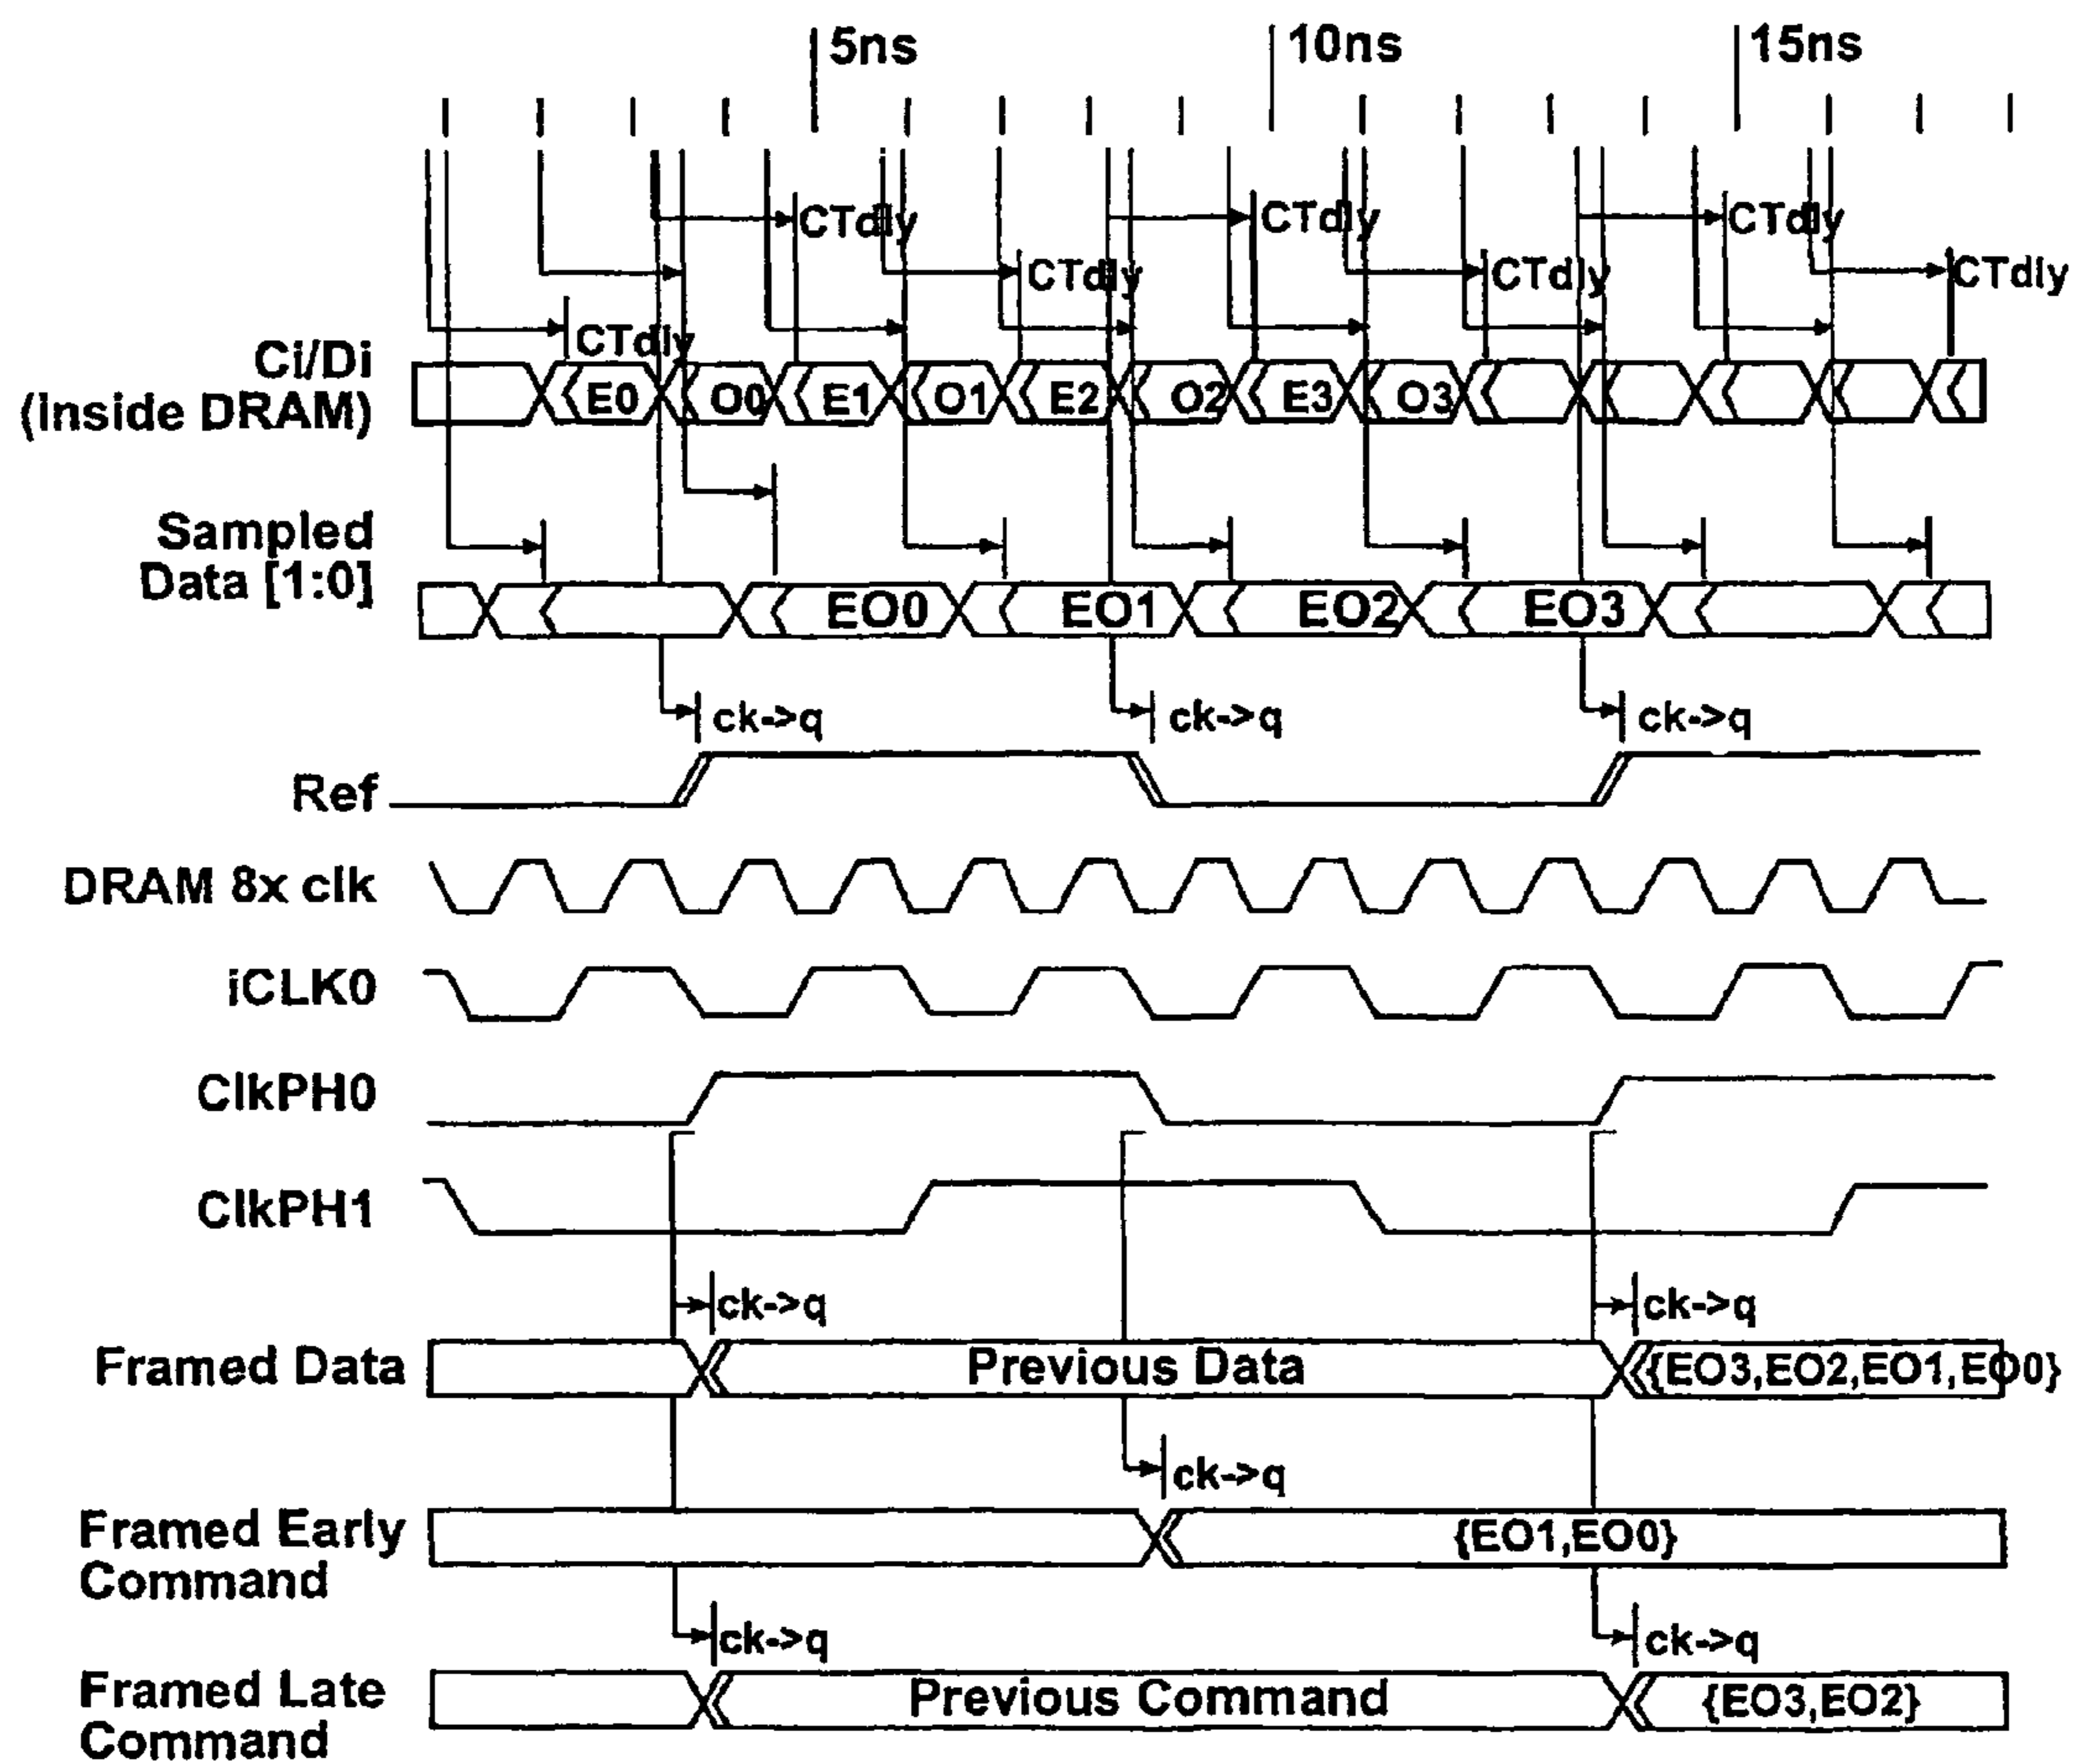 5ns 10ns 15ns
CTdly CTdly CTdly
CTdly CTdly CTdly
CTdly
Ci/Di
(inside DRAM)
E0 O0 E1 O1 E2 O2 E3 O3
Sampled
Data [1:0]
EO0 EO1 EO2 EO3
ck->q ck->q ck->q
Ref
DRAM 8x clk
iCLK0
ClkPH0
ClkPH1
ck->q ck->q
Framed Data
Previous Data {EO3,EO2,EO1,EO0}
ck->q
Framed Early
Command
{EO1,EO0}
ck->q ck->q
Framed Late
Command
Previous Command {EO3,EO2}